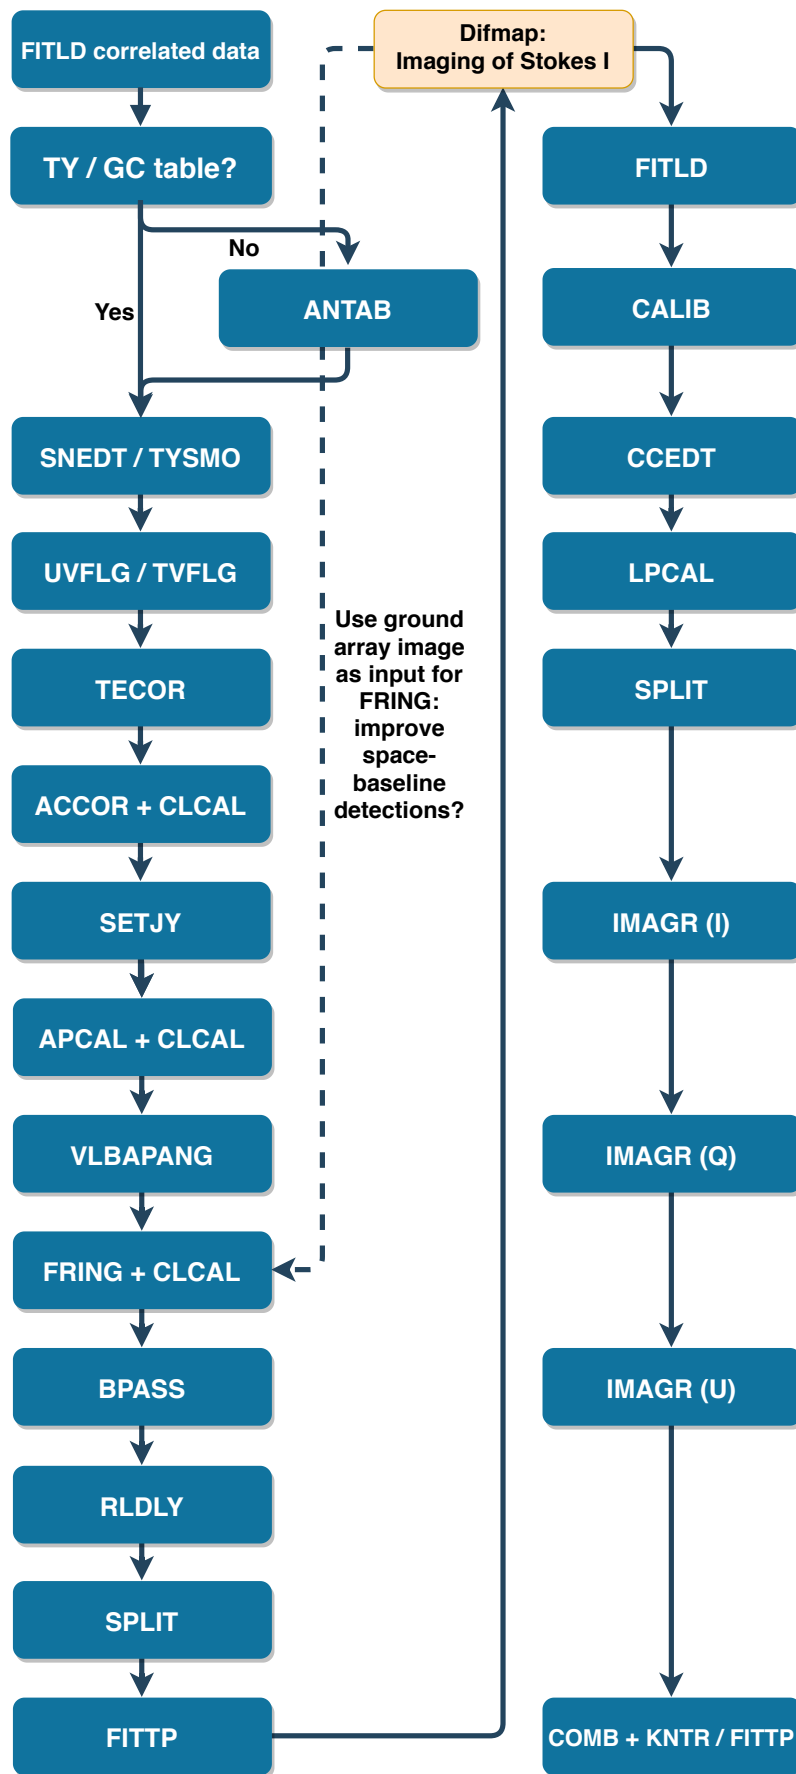 FITLD correlated data
TY / GC table?
No
Yes
ANTAB
SNEDT / TYSMO
UVFLG / TVFLG
TECOR
ACCOR + CLCAL
SETJY
APCAL + CLCAL
VLBAPANG
FRING + CLCAL
BPASS
RLDLY
SPLIT
FITTP
Use ground
array image
as input for
FRING:
improve
space-
baseline
detections?
Difmap:
Imaging of Stokes I
FITLD
CALIB
CCEDT
LPCAL
SPLIT
IMAGR (I)
IMAGR (Q)
IMAGR (U)
COMB + KNTR / FITTP